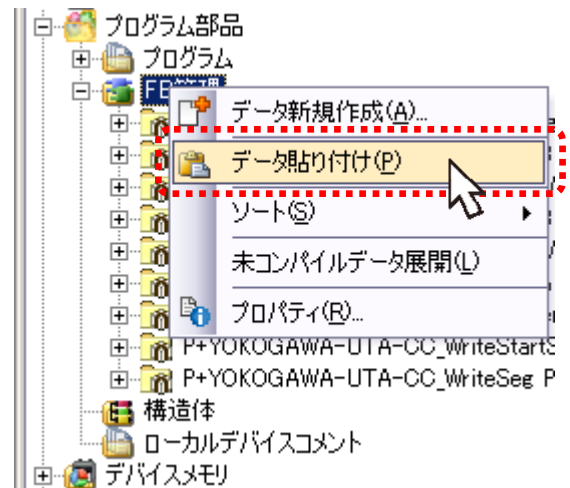 プログラム部品
プログラム
データ新規作成(A)...
データ貼り付け(P)
ソート(S)
未コンパイルデータ展開(L)
プロパティ(R)...
P+YOKOGAWA-UTA-CC_WriteStartS
P+YOKOGAWA-UTA-CC_WriteSeg P
構造体
ローカルデバイスコメント
デバイスメモリ